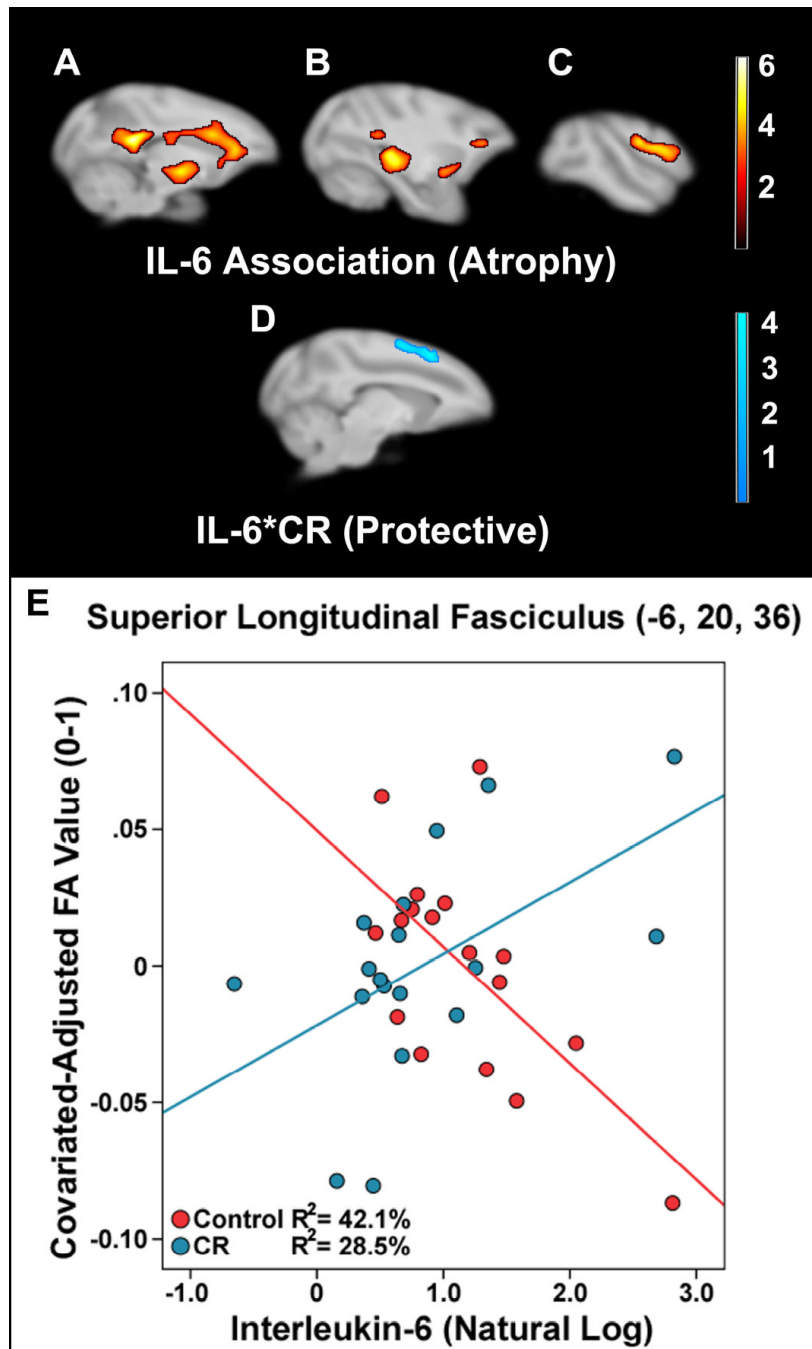 A
B
C
6
4
2
IL-6 Association (Atrophy)
D
4
3
2
1
IL-6*CR (Protective)
E
Superior Longitudinal Fasciculus (-6, 20, 36)
Covariated-Adjusted FA Value (0-1)
.10
.05
0
-0.05
-0.10
Control R²= 42.1%
CR R²= 28.5%
-1.0 0 1.0 2.0 3.0
Interleukin-6 (Natural Log)